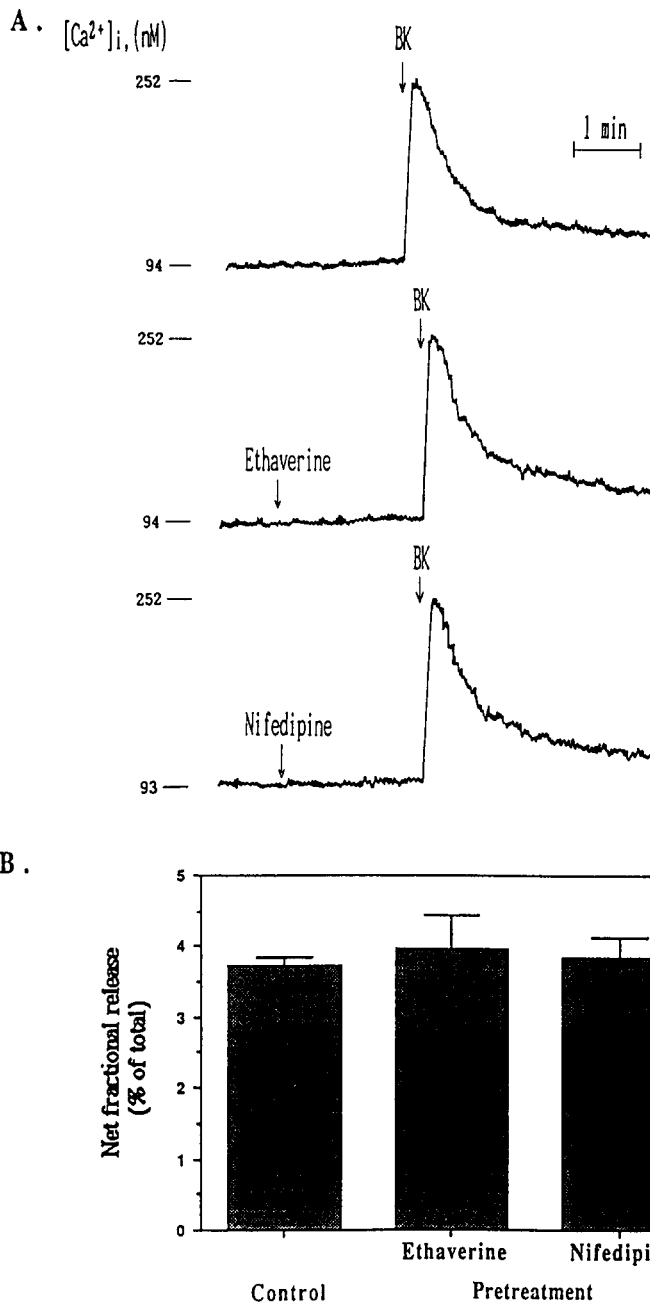 A. [Ca²⁺]i, (nM)
BK
252
1 min
94
BK
252
Ethaverine
94
BK
252
Nifedipine
93
B.
5
4
3
2
1
0
Net fractional release
(% of total)
Ethaverine Nifedipi
Control Pretreatment